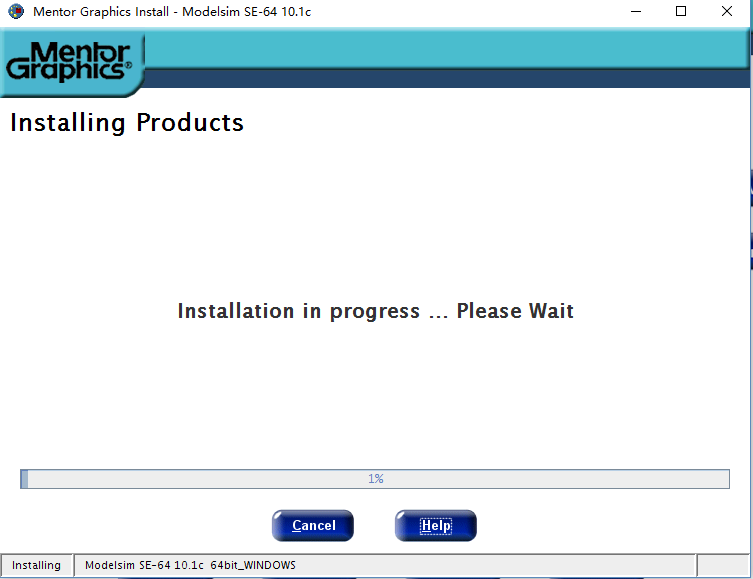 Mentor Graphics Install - Modelsim SE-64 10.1c
Mentor
Graphics®
Installing Products
Installation in progress ... Please Wait
1%
Cancel Help
Installing Modelsim SE-64 10.1c 64bit_WINDOWS